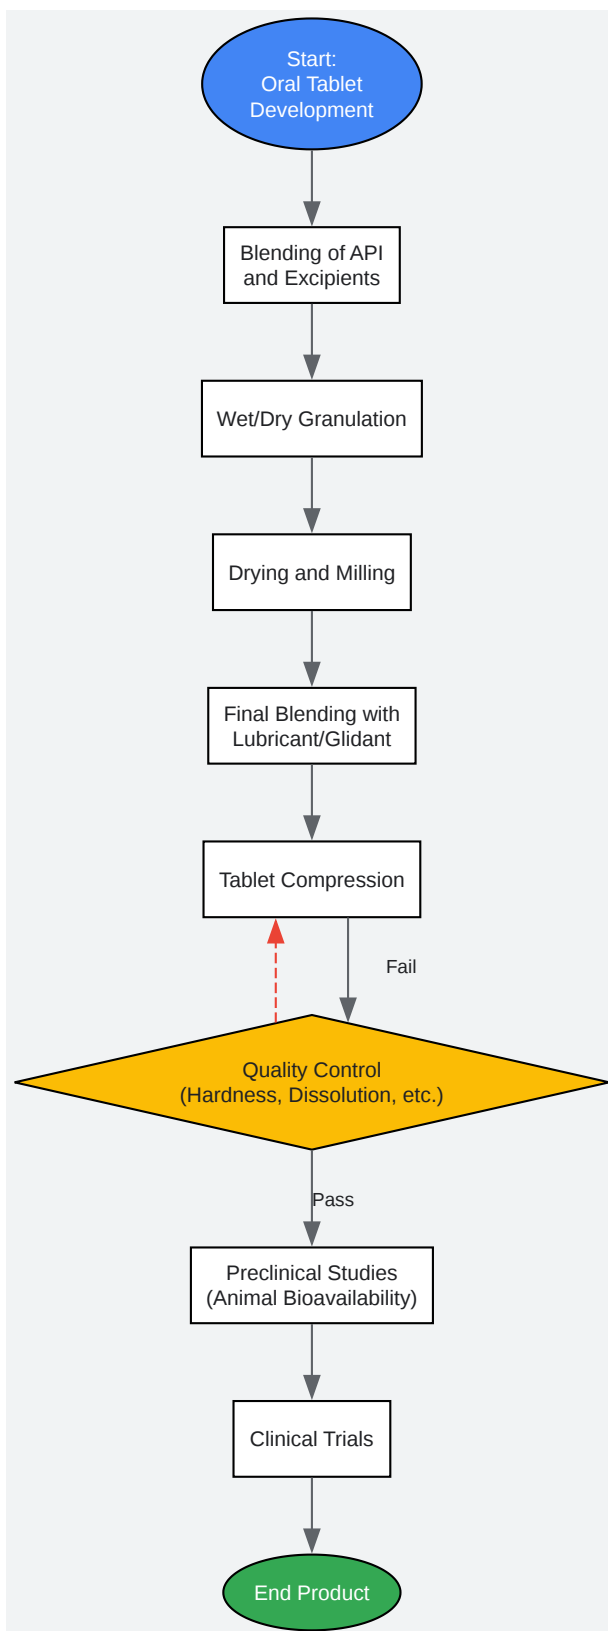 Start:
Oral Tablet
Development
Blending of API
and Excipients
Wet/Dry Granulation
Drying and Milling
Final Blending with
Lubricant/Glidant
Tablet Compression
Fail
Quality Control
(Hardness, Dissolution, etc.)
Pass
Preclinical Studies
(Animal Bioavailability)
Clinical Trials
End Product